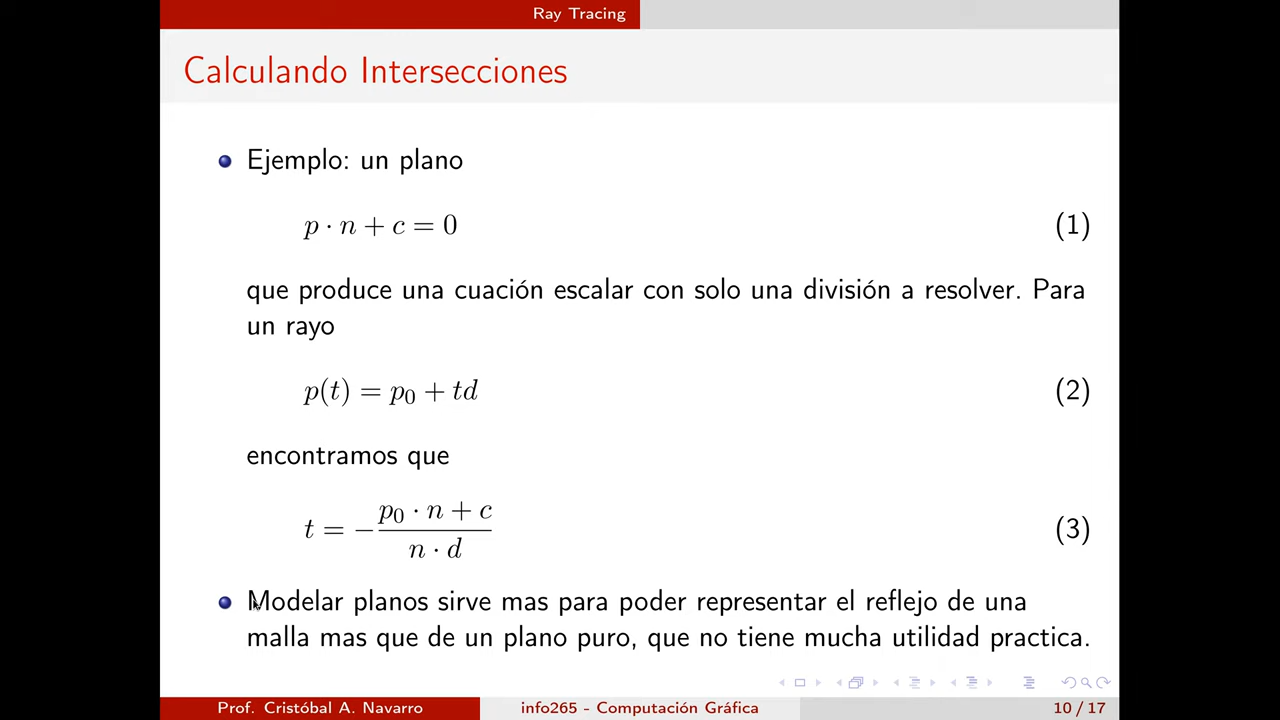 Ray Tracing
Calculando Intersecciones
Ejemplo: un plano
p · n + c = 0 (1)
que produce una cuación escalar con solo una división a resolver. Para
un rayo
p(t) = p₀ + td (2)
encontramos que
t = − (p₀ · n + c) / (n · d) (3)
Modelar planos sirve mas para poder representar el reflejo de una
malla mas que de un plano puro, que no tiene mucha utilidad practica.
Prof. Cristóbal A. Navarro info265 - Computación Gráfica 10 / 17